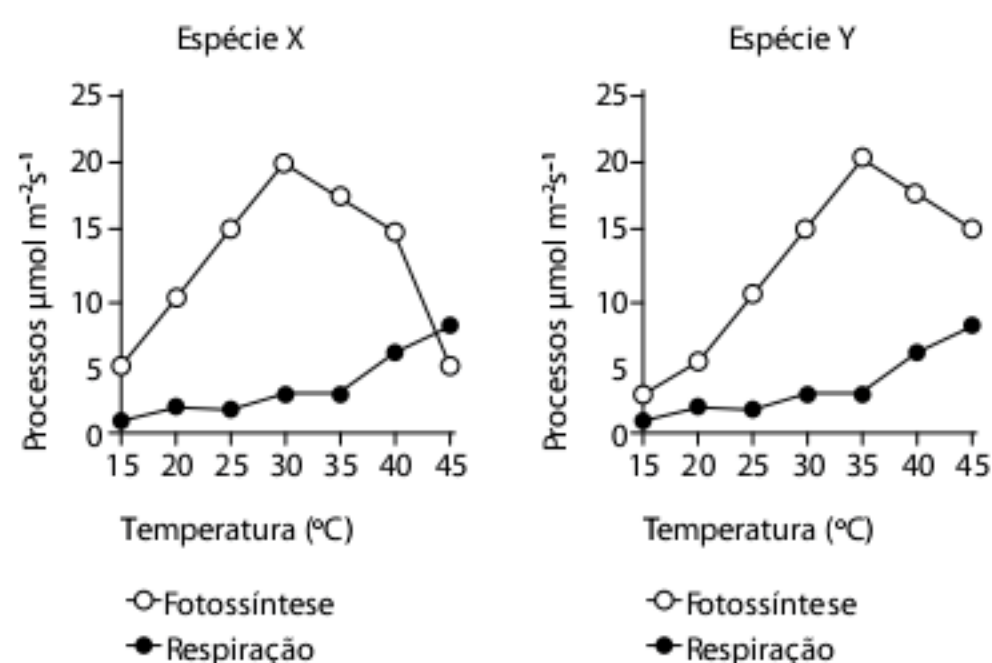 Espécie X
Processos µmol m⁻²s⁻¹
25
20
15
10
5
0
15 20 25 30 35 40 45
Temperatura (ºC)
Fotossíntese
Respiração
Espécie Y
Processos µmol m⁻²s⁻¹
25
20
15
10
5
0
15 20 25 30 35 40 45
Temperatura (ºC)
Fotossíntese
Respiração